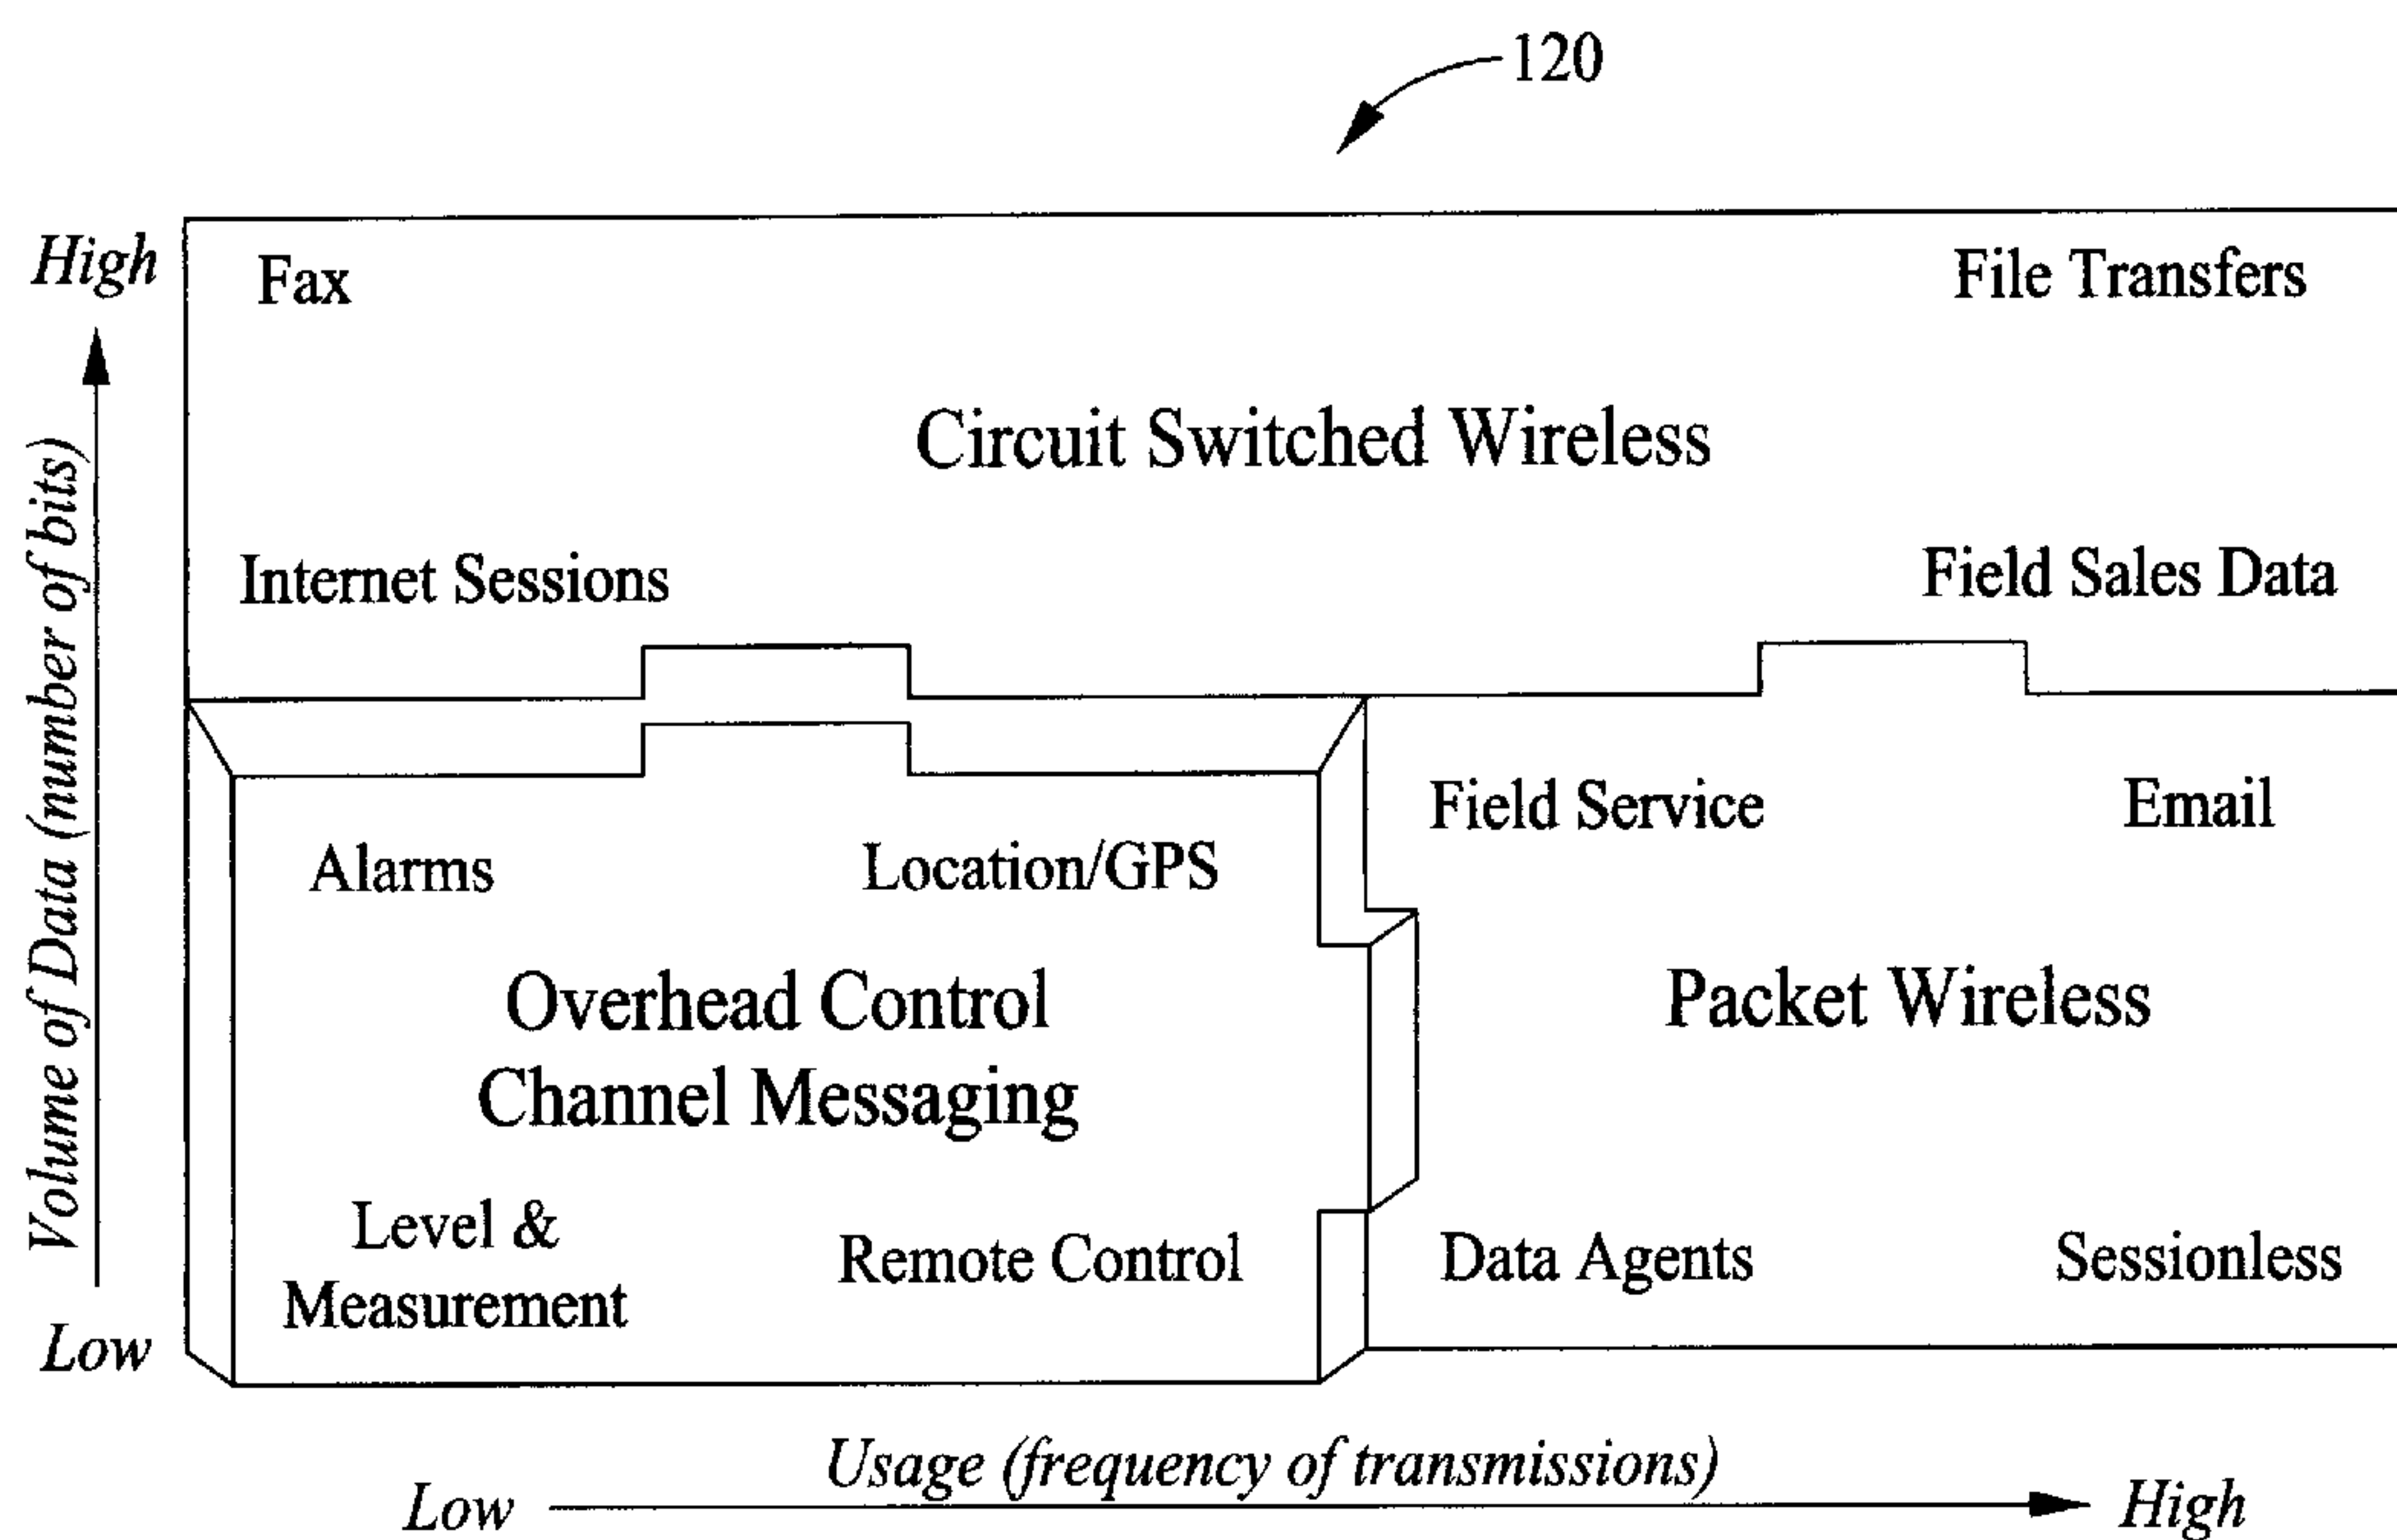 120
High
Fax
File Transfers
Circuit Switched Wireless
Internet Sessions
Field Sales Data
Volume of Data (number of bits)
Field Service
Email
Alarms
Location/GPS
Overhead Control
Channel Messaging
Packet Wireless
Level &
Measurement
Remote Control
Data Agents
Sessionless
Low
Usage (frequency of transmissions)
Low
High